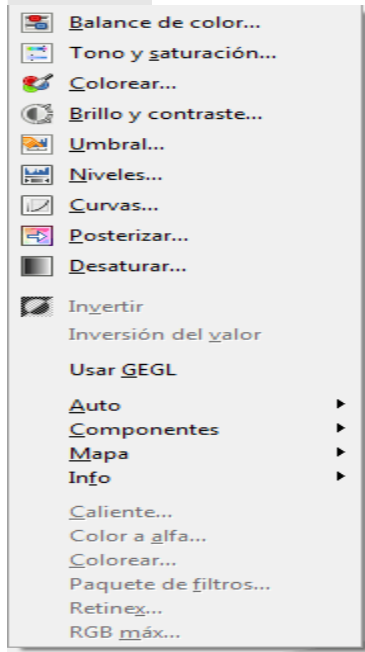 Balance de color...
Tono y saturación...
Colorear...
Brillo y contraste...
Umbral...
Niveles...
Curvas...
Posterizar...
Desaturar...
Invertir
Inversión del valor
Usar GEGL
Auto
Componentes
Mapa
Info
Caliente...
Color a alfa...
Colorear...
Paquete de filtros...
Retinex...
RGB máx...